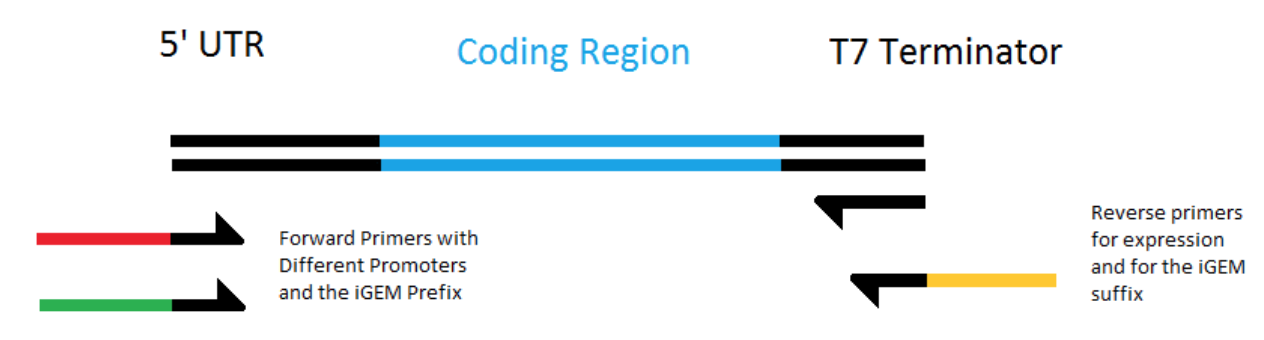 5' UTR
Coding Region
T7 Terminator
Forward Primers with
Different Promoters
and the iGEM Prefix
Reverse primers
for expression
and for the iGEM
suffix